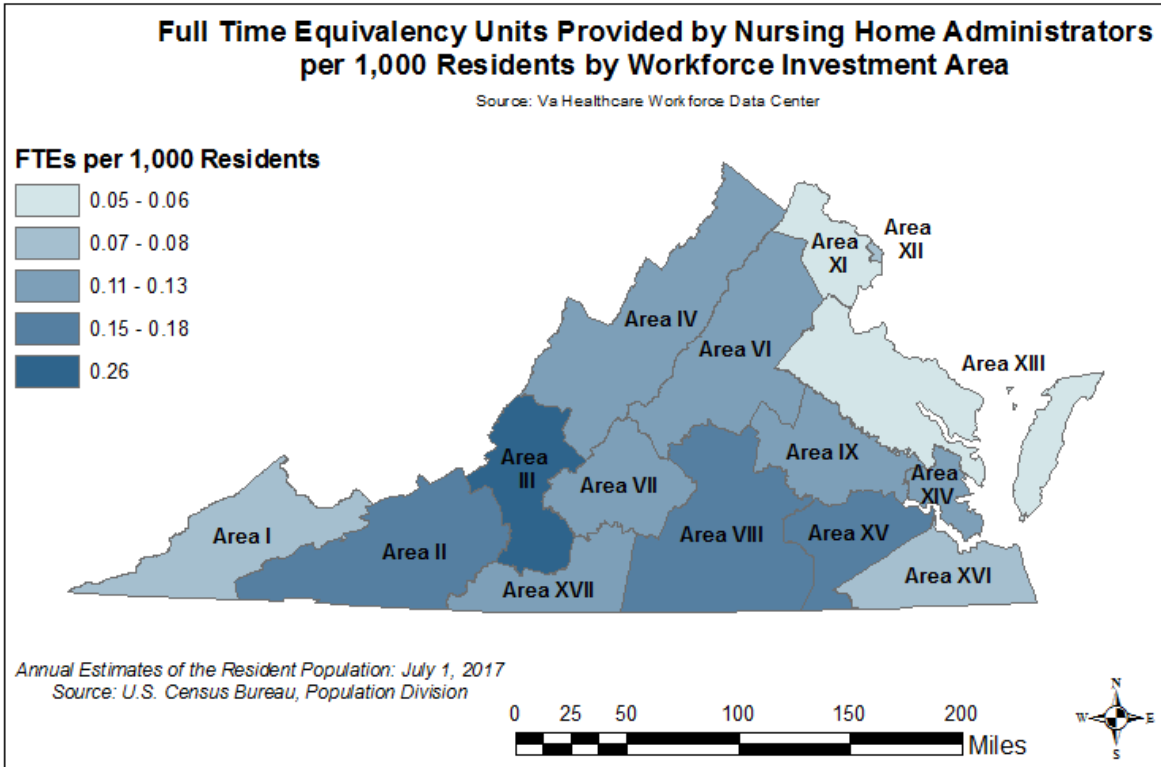 Full Time Equivalency Units Provided by Nursing Home Administrators
per 1,000 Residents by Workforce Investment Area
Source: Va Healthcare Workforce Data Center
FTEs per 1,000 Residents
0.05 - 0.06
0.07 - 0.08
0.11 - 0.13
0.15 - 0.18
0.26
Area
XII
Area
XI
Area IV
Area VI
Area XIII
Area
III
Area IX
Area VII
Area
XIV
Area I
Area II
Area VIII
Area XV
Area XVI
Area XVII
Annual Estimates of the Resident Population: July 1, 2017
Source: U.S. Census Bureau, Population Division
0 25 50 100 150 200
Miles
N
W E
S